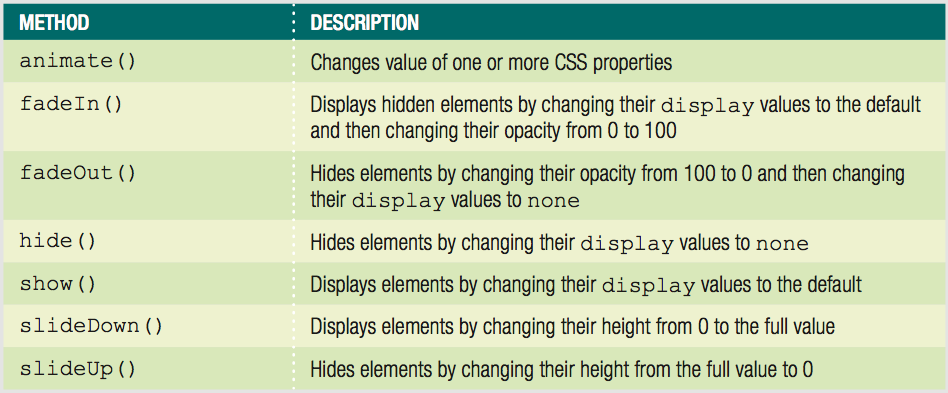 METHOD DESCRIPTION
animate() Changes value of one or more CSS properties
fadeIn() Displays hidden elements by changing their display values to the default
and then changing their opacity from 0 to 100
fadeOut() Hides elements by changing their opacity from 100 to 0 and then changing
their display values to none
hide() Hides elements by changing their display values to none
show() Displays elements by changing their display values to the default
slideDown() Displays elements by changing their height from 0 to the full value
slideUp() Hides elements by changing their height from the full value to 0